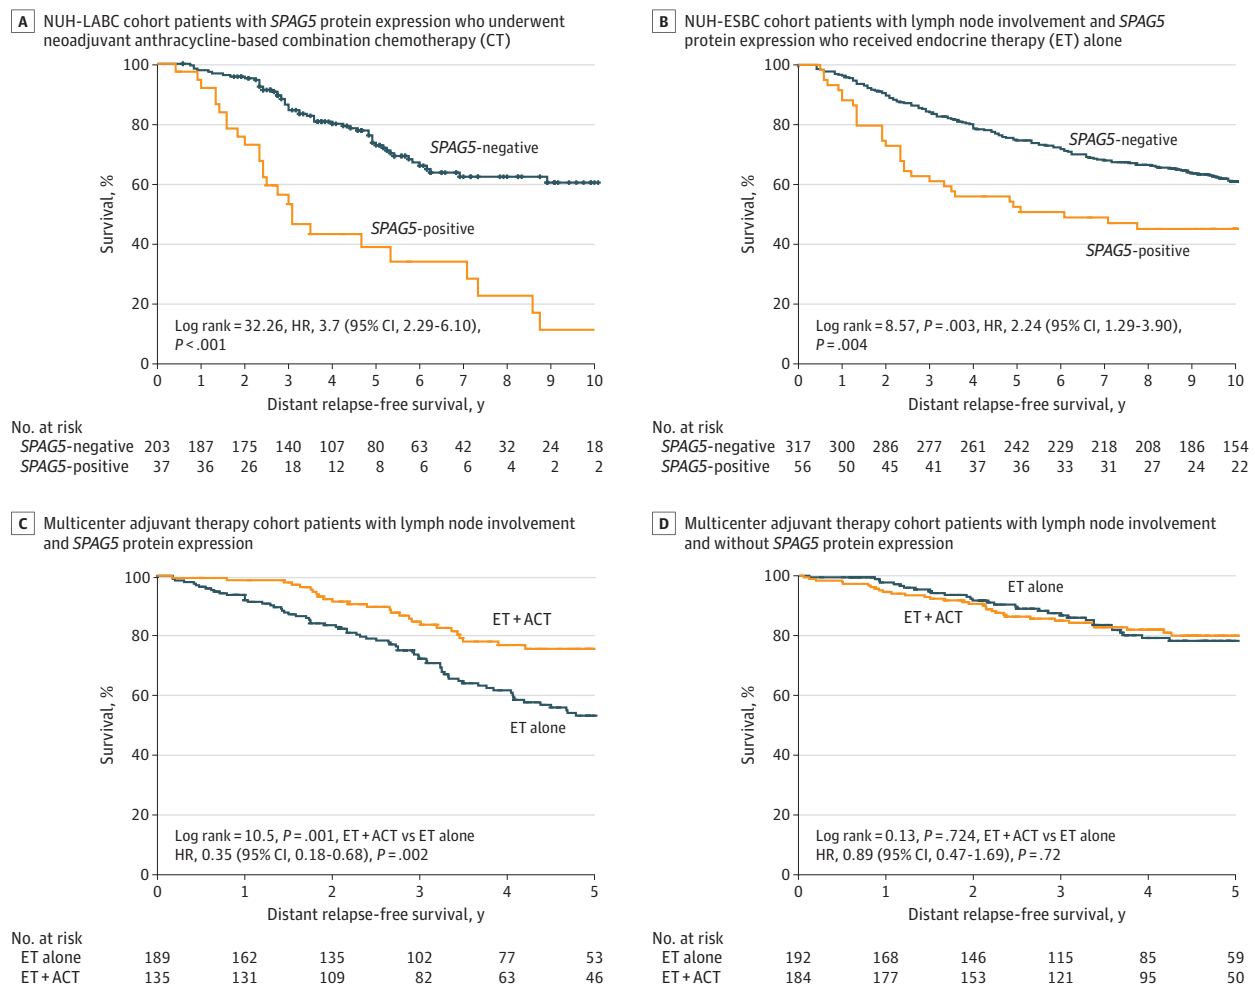 A NUH-LABC cohort patients with SPAG5 protein expression who underwent
neoadjuvant anthracycline-based combination chemotherapy (CT)
100
80
60
40
20
0
Survival, %
SPAG5-negative
SPAG5-positive
Log rank = 32.26, HR, 3.7 (95% CI, 2.29-6.10),
P < .001
0 1 2 3 4 5 6 7 8 9 10
Distant relapse-free survival, y
No. at risk
SPAG5-negative 203 187 175 140 107 80 63 42 32 24 18
SPAG5-positive 37 36 26 18 12 8 6 6 4 2 2
B NUH-ESBC cohort patients with lymph node involvement and SPAG5
protein expression who received endocrine therapy (ET) alone
100
80
60
40
20
0
Survival, %
SPAG5-negative
SPAG5-positive
Log rank = 8.57, P = .003, HR, 2.24 (95% CI, 1.29-3.90),
P = .004
0 1 2 3 4 5 6 7 8 9 10
Distant relapse-free survival, y
No. at risk
SPAG5-negative 317 300 286 277 261 242 229 218 208 186 154
SPAG5-positive 56 50 45 41 37 36 33 31 27 24 22
C Multicenter adjuvant therapy cohort patients with lymph node involvement
and SPAG5 protein expression
100
80
60
40
20
0
Survival, %
ET + ACT
ET alone
Log rank = 10.5, P = .001, ET + ACT vs ET alone
HR, 0.35 (95% CI, 0.18-0.68), P = .002
0 1 2 3 4 5
Distant relapse-free survival, y
No. at risk
ET alone 189 162 135 102 77 53
ET + ACT 135 131 109 82 63 46
D Multicenter adjuvant therapy cohort patients with lymph node involvement
and without SPAG5 protein expression
100
80
60
40
20
0
Survival, %
ET alone
ET + ACT
Log rank = 0.13, P = .724, ET + ACT vs ET alone
HR, 0.89 (95% CI, 0.47-1.69), P = .72
0 1 2 3 4 5
Distant relapse-free survival, y
No. at risk
ET alone 192 168 146 115 85 59
ET + ACT 184 177 153 121 95 50